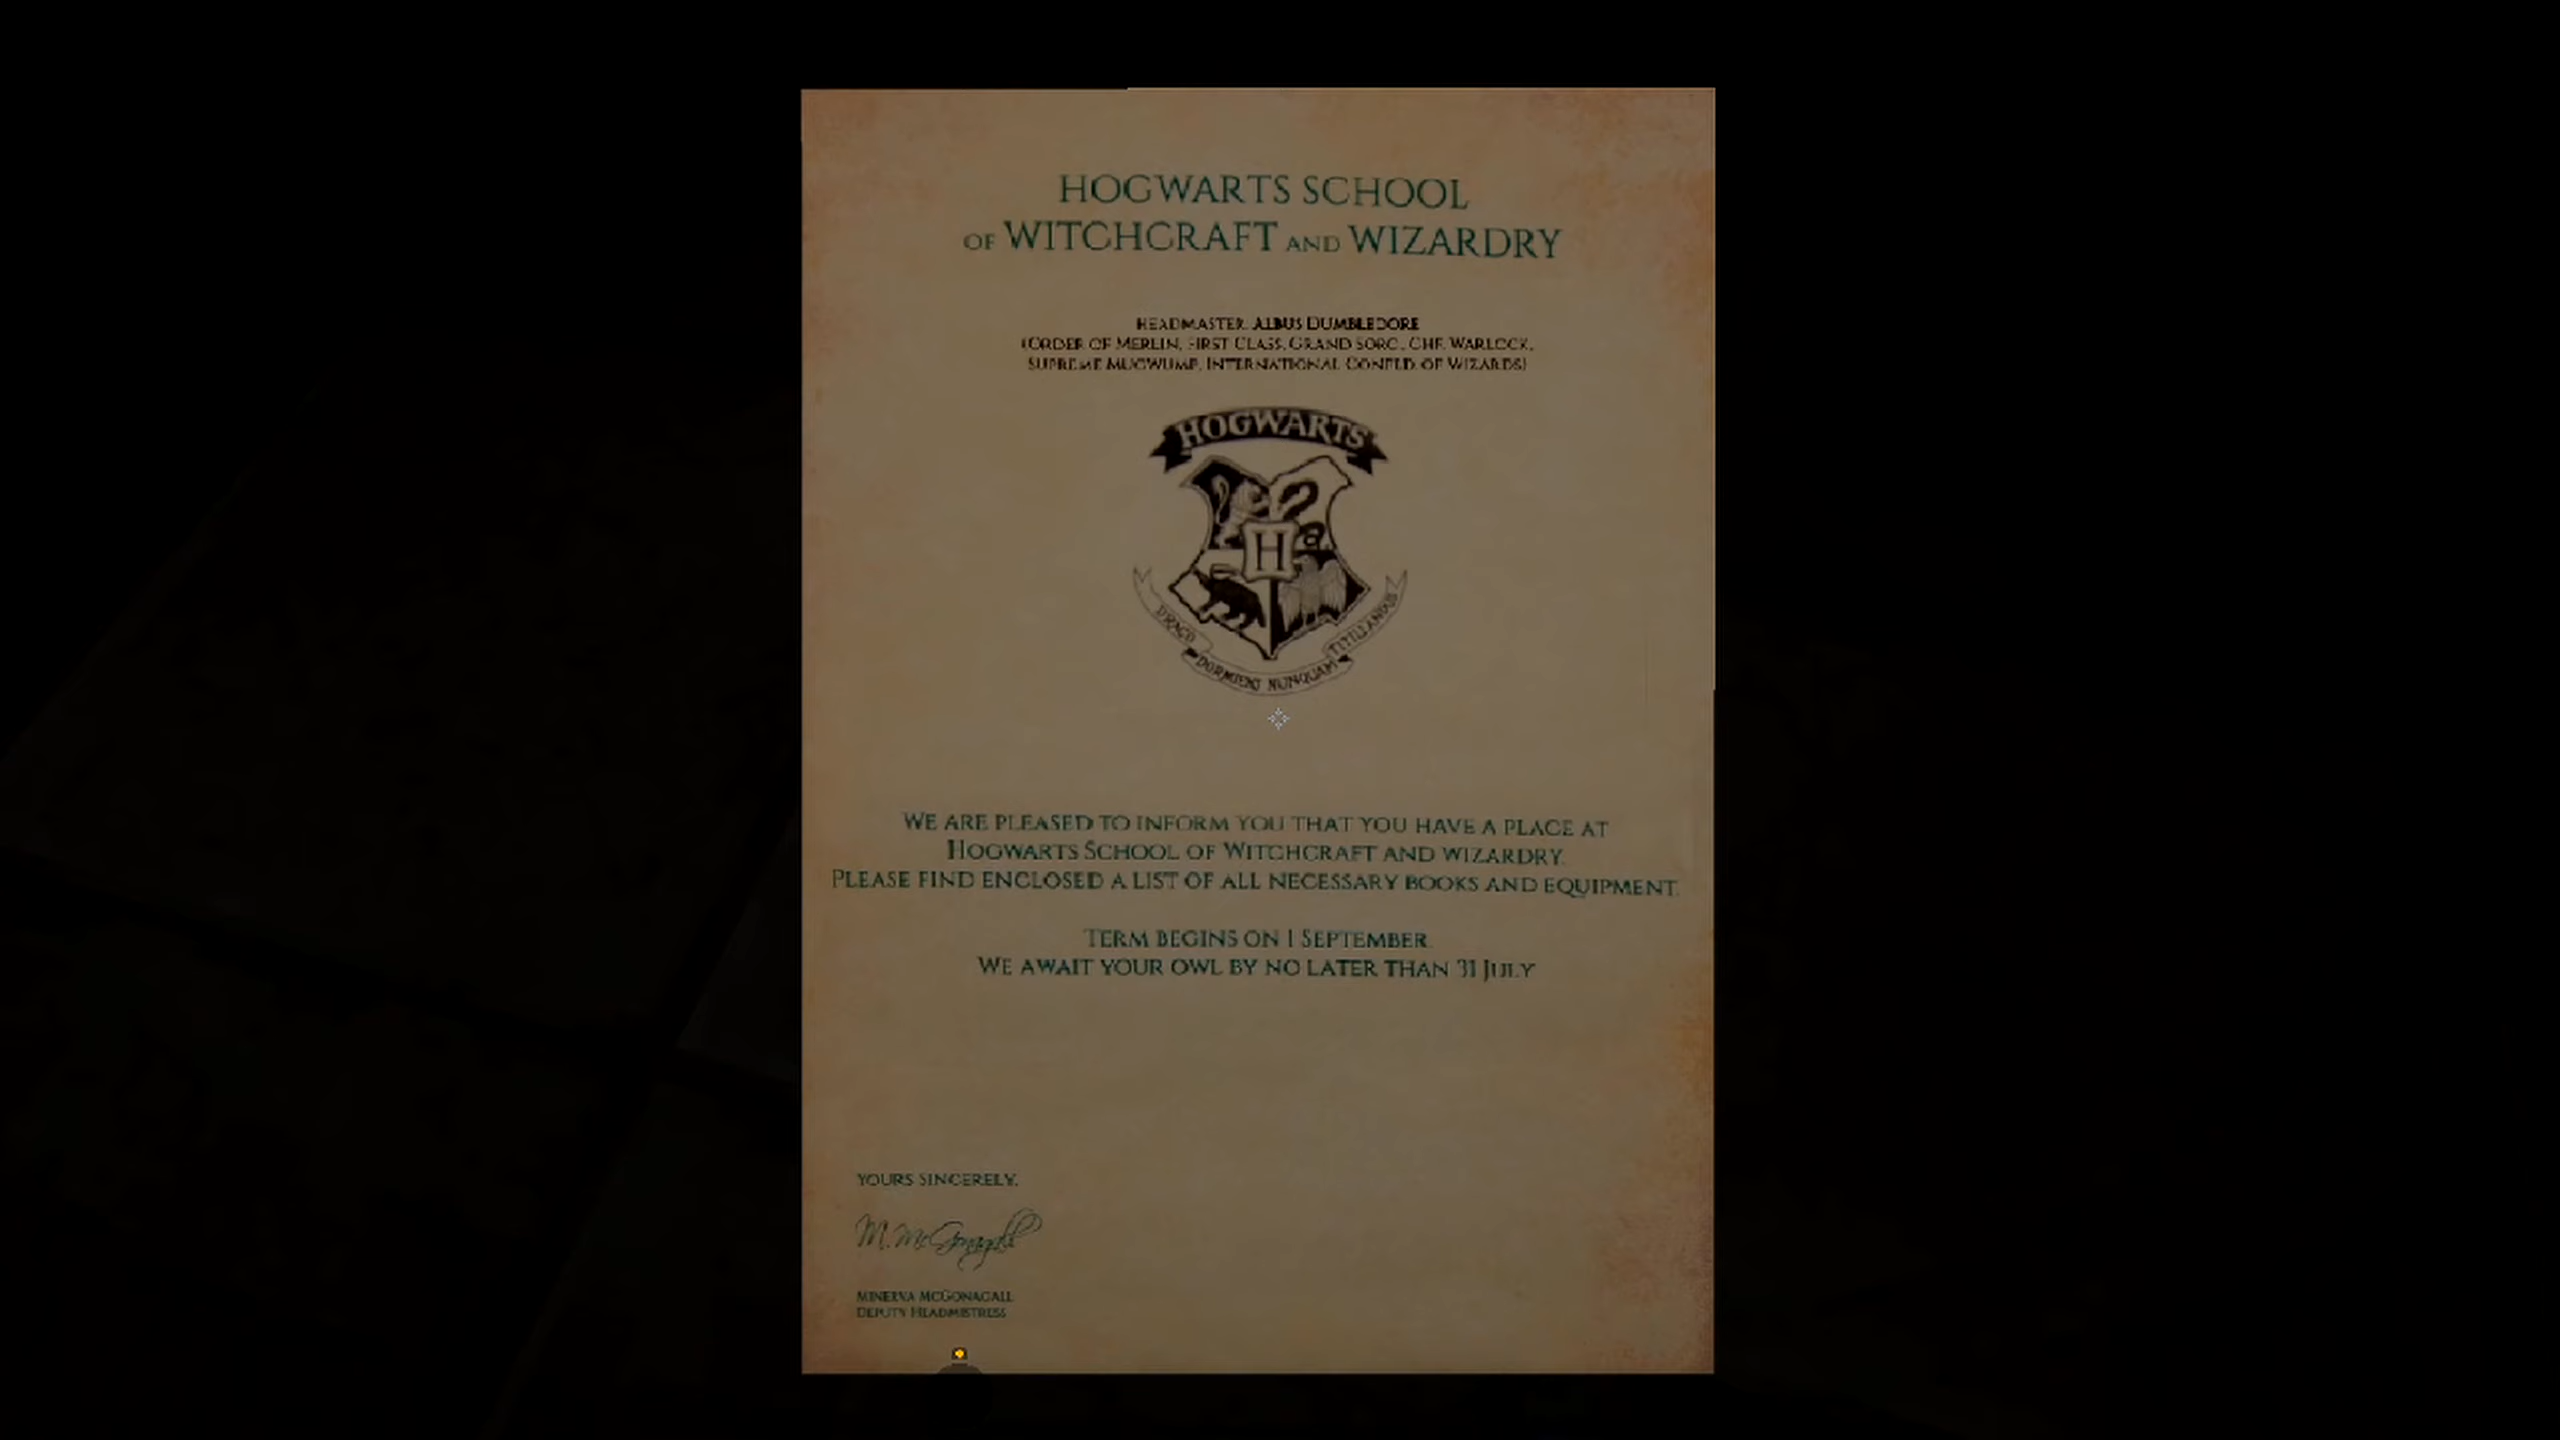 HOGWARTS SCHOOL
OF WITCHCRAFT AND WIZARDRY
HEADMASTER: ALBUS DUMBLEDORE
(ORDER OF MERLIN, FIRST CLASS, GRAND SORC., CHF. WARLOCK,
SUPREME MUGWUMP, INTERNATIONAL CONFED. OF WIZARDS)
HOGWARTS
H
DRACO
DORMIENS NUNQUAM
TITILLANDUS
WE ARE PLEASED TO INFORM YOU THAT YOU HAVE A PLACE AT
HOGWARTS SCHOOL OF WITCHCRAFT AND WIZARDRY.
PLEASE FIND ENCLOSED A LIST OF ALL NECESSARY BOOKS AND EQUIPMENT.
TERM BEGINS ON 1 SEPTEMBER.
WE AWAIT YOUR OWL BY NO LATER THAN 31 JULY
YOURS SINCERELY,
M. McGonagall
MINERVA MCGONAGALL
DEPUTY HEADMISTRESS